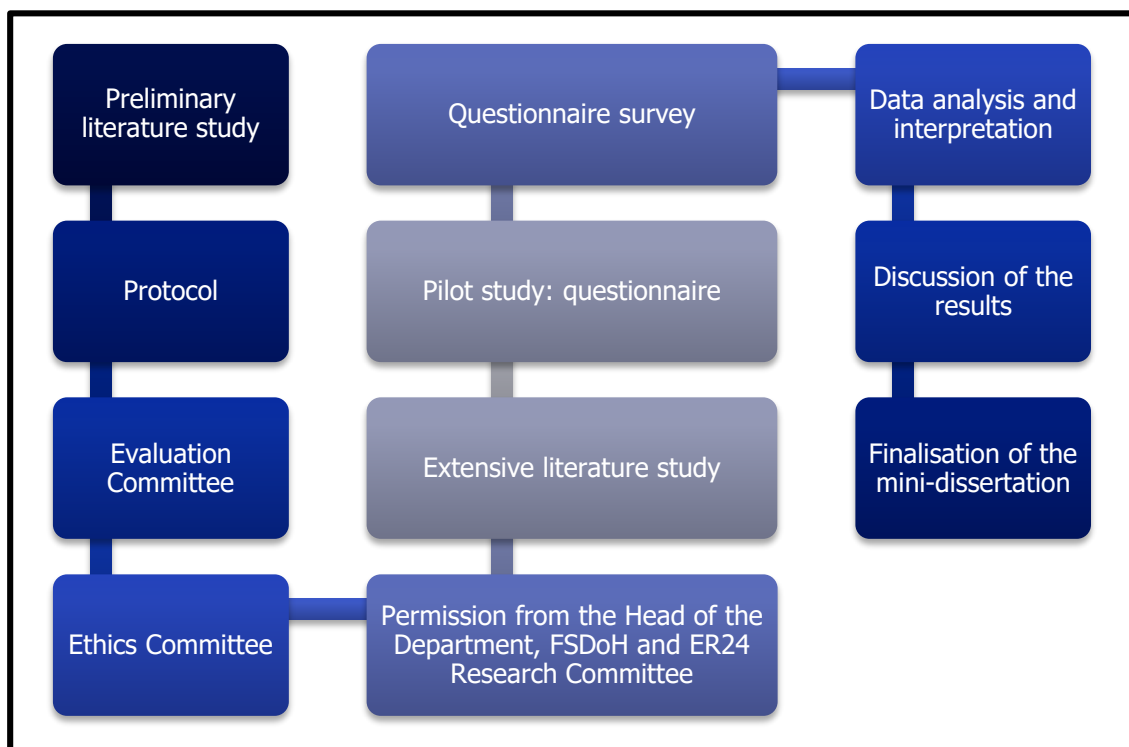 Preliminary
literature study
Protocol
Evaluation
Committee
Ethics Committee
Permission from the Head of the
Department, FSDoH and ER24
Research Committee
Extensive literature study
Pilot study: questionnaire
Questionnaire survey
Data analysis and
interpretation
Discussion of the
results
Finalisation of the
mini-dissertation